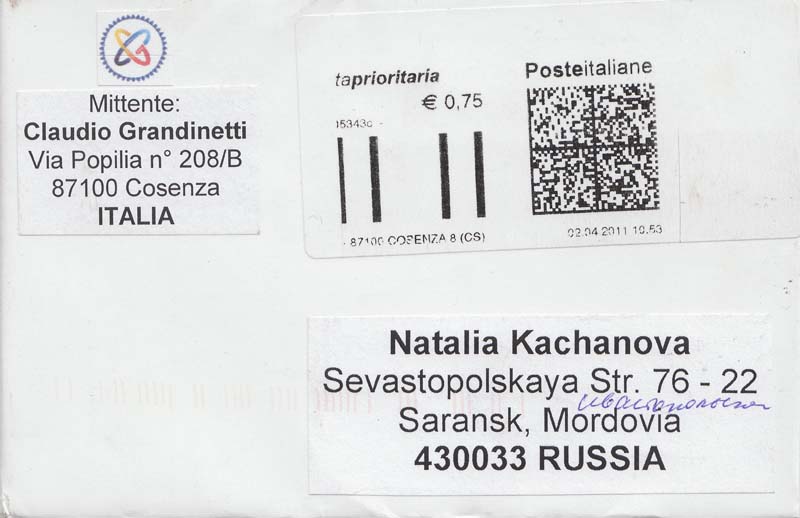 Mittente:
Claudio Grandinetti
Via Popilia n° 208/B
87100 Cosenza
ITALIA
taprioritaria
€ 0,75
Posteitaliane
- 87100 COSENZA 8 (CS)
02.04.2011 10.53
Natalia Kachanova
Sevastopolskaya Str. 76 - 22
Saransk, Mordovia
430033 RUSSIA